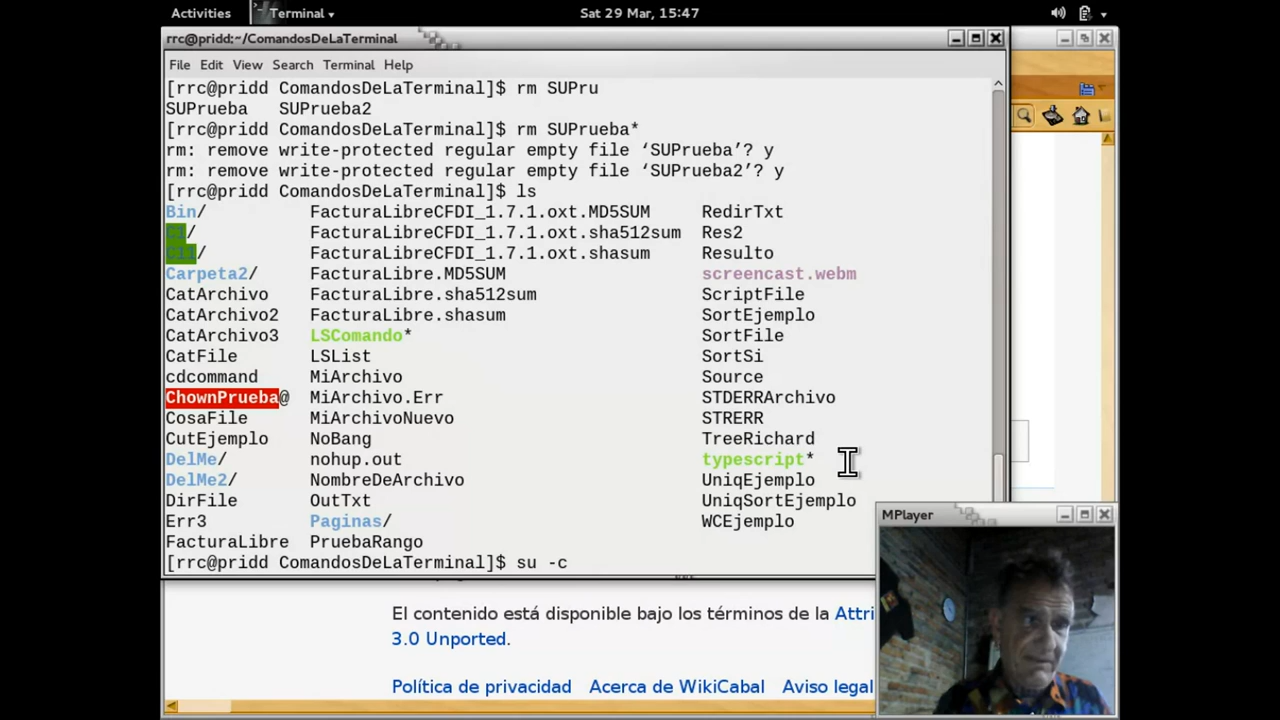 Activities Terminal Sat 29 Mar, 15:47
rrc@pridd:~/ComandosDeLaTerminal
File Edit View Search Terminal Help
[rrc@pridd ComandosDeLaTerminal]$ rm SUPru
SUPrueba SUPrueba2
[rrc@pridd ComandosDeLaTerminal]$ rm SUPrueba*
rm: remove write-protected regular empty file ‘SUPrueba’? y
rm: remove write-protected regular empty file ‘SUPrueba2’? y
[rrc@pridd ComandosDeLaTerminal]$ ls
Bin/ FacturaLibreCFDI_1.7.1.oxt.MD5SUM RedirTxt
C1/ FacturaLibreCFDI_1.7.1.oxt.sha512sum Res2
C11/ FacturaLibreCFDI_1.7.1.oxt.shasum Resulto
Carpeta2/ FacturaLibre.MD5SUM screencast.webm
CatArchivo FacturaLibre.sha512sum ScriptFile
CatArchivo2 FacturaLibre.shasum SortEjemplo
CatArchivo3 LSComando* SortFile
CatFile LSList SortSi
cdcommand MiArchivo Source
ChownPrueba@ MiArchivo.Err STDERRArchivo
CosaFile MiArchivoNuevo STRERR
CutEjemplo NoBang TreeRichard
DelMe/ nohup.out typescript*
DelMe2/ NombreDeArchivo UniqEjemplo
DirFile OutTxt UniqSortEjemplo
Err3 Paginas/ WCEjemplo
FacturaLibre PruebaRango
[rrc@pridd ComandosDeLaTerminal]$ su -c
MPlayer
El contenido está disponible bajo los términos de la Attri
3.0 Unported.
Política de privacidad Acerca de WikiCabal Aviso legal